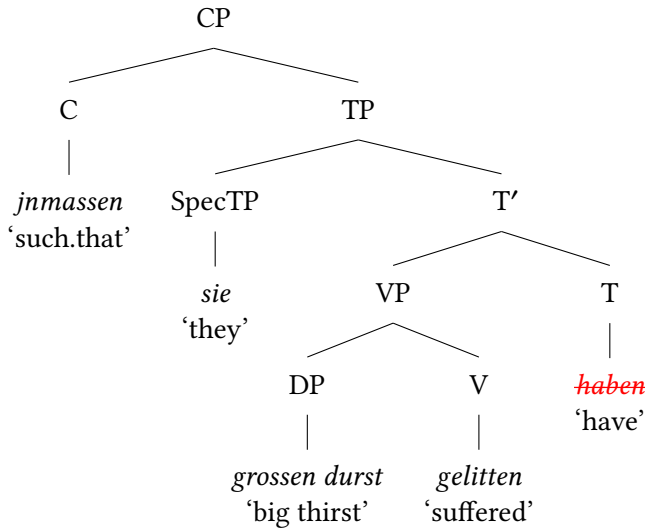 CP
C TP
jnmassen SpecTP T′
‘such.that’
sie VP T
‘they’
DP V haben
‘have’
grossen durst gelitten
‘big thirst’ ‘suffered’